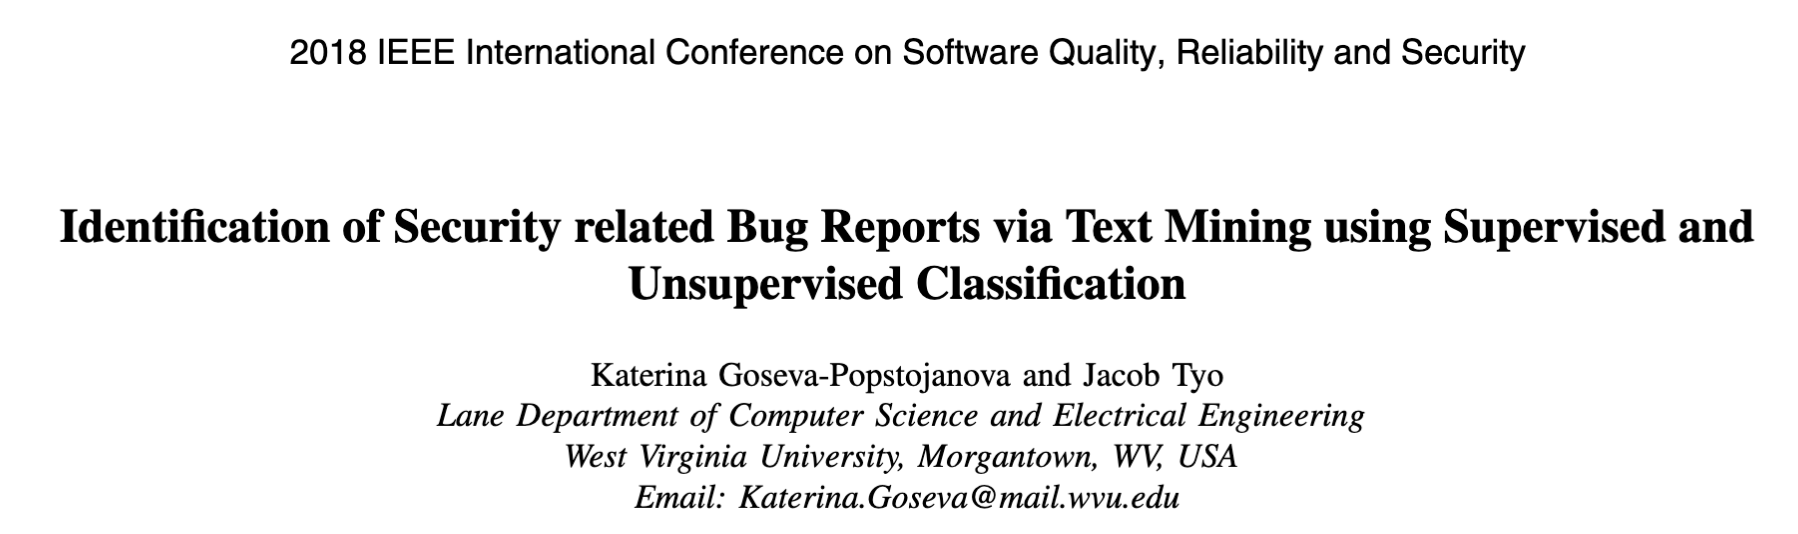 2018 IEEE International Conference on Software Quality, Reliability and Security
Identification of Security related Bug Reports via Text Mining using Supervised and
Unsupervised Classification
Katerina Goseva-Popstojanova and Jacob Tyo
Lane Department of Computer Science and Electrical Engineering
West Virginia University, Morgantown, WV, USA
Email: Katerina.Goseva@mail.wvu.edu